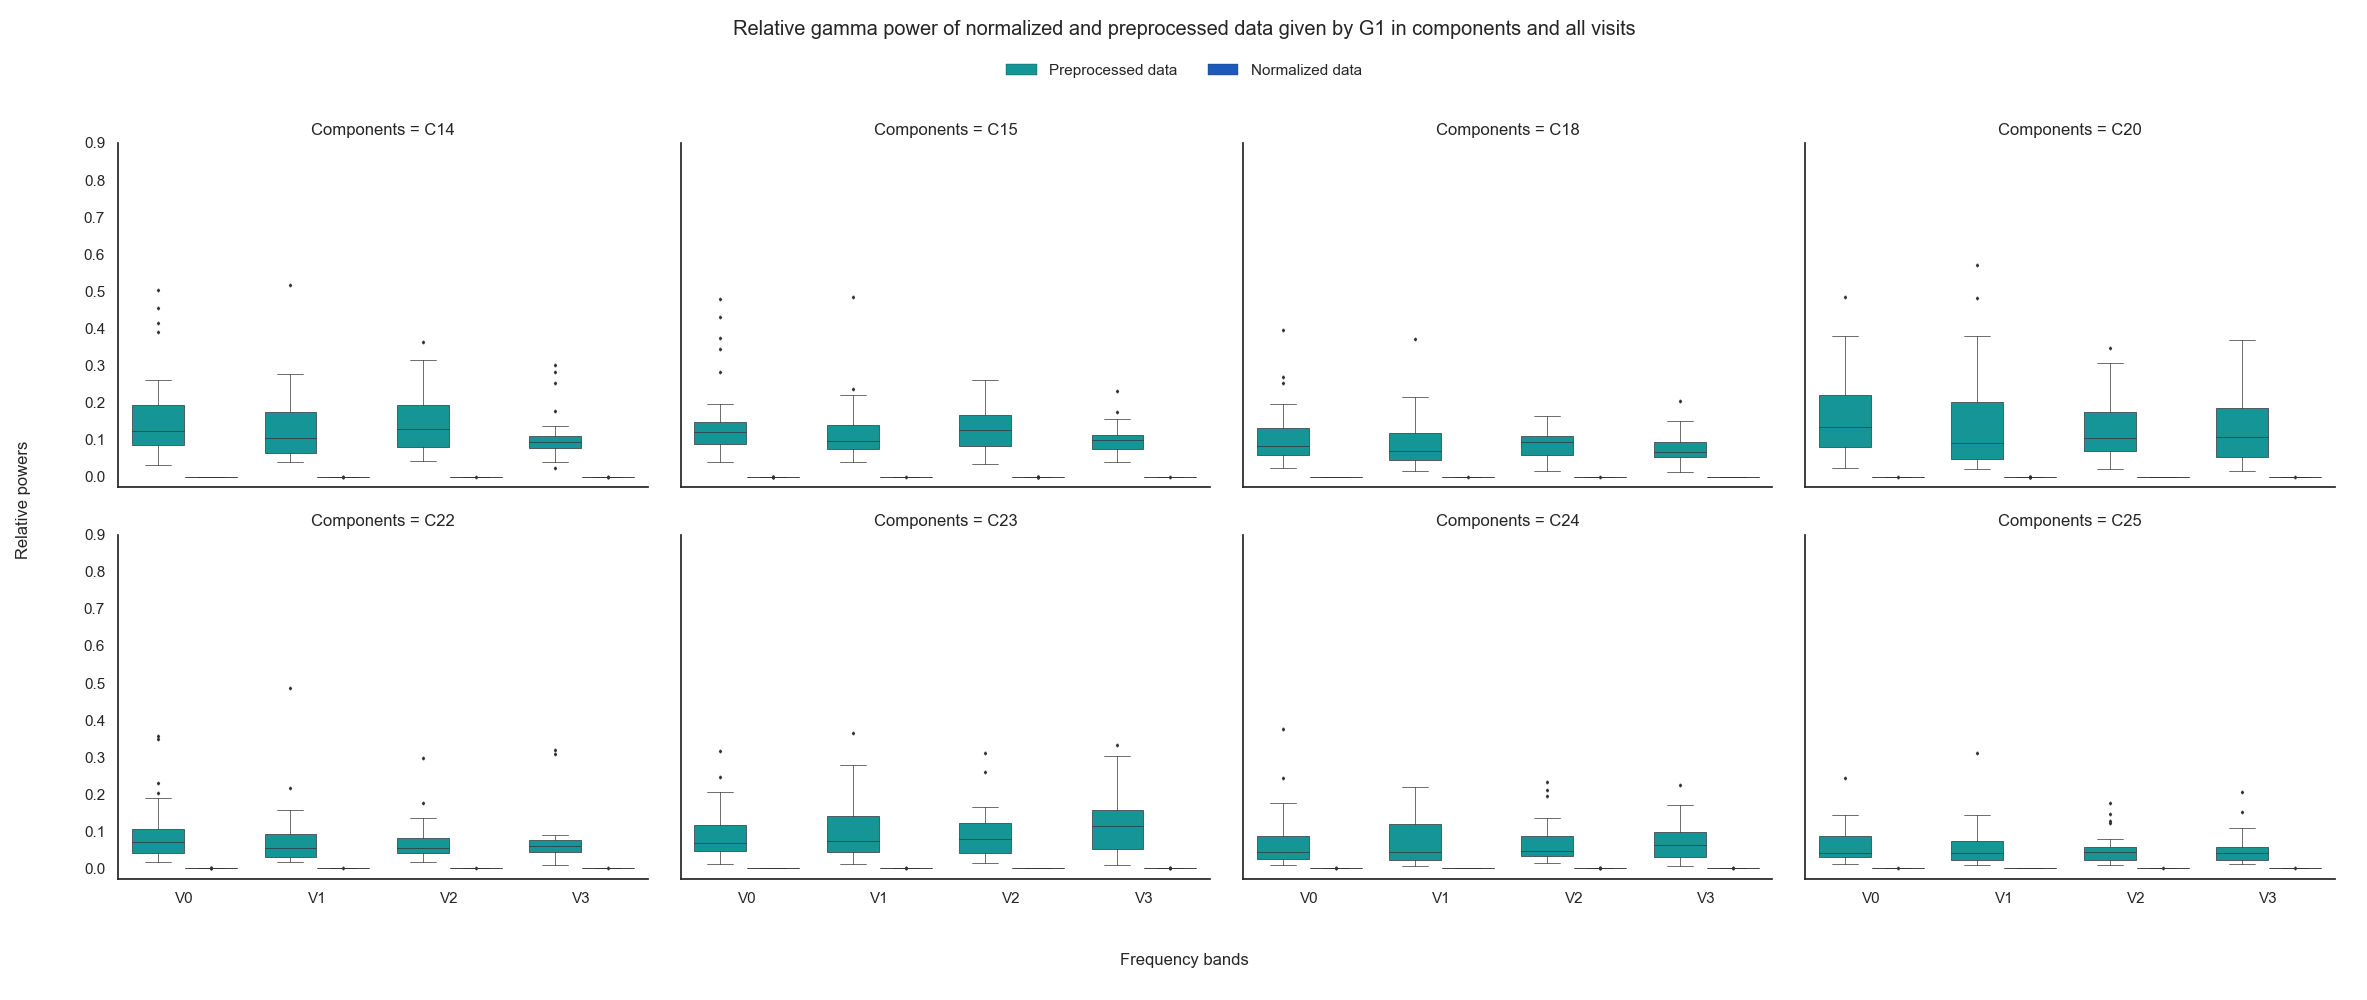 Relative gamma power of normalized and preprocessed data given by G1 in components and all visits
Preprocessed data Normalized data
Components = C14 Components = C15 Components = C18 Components = C20
0.9
0.8
0.7
0.6
0.5
0.4
0.3
0.2
0.1
0.0
Relative powers
Components = C22 Components = C23 Components = C24 Components = C25
0.9
0.8
0.7
0.6
0.5
0.4
0.3
0.2
0.1
0.0
V0 V1 V2 V3 V0 V1 V2 V3 V0 V1 V2 V3 V0 V1 V2 V3
Frequency bands